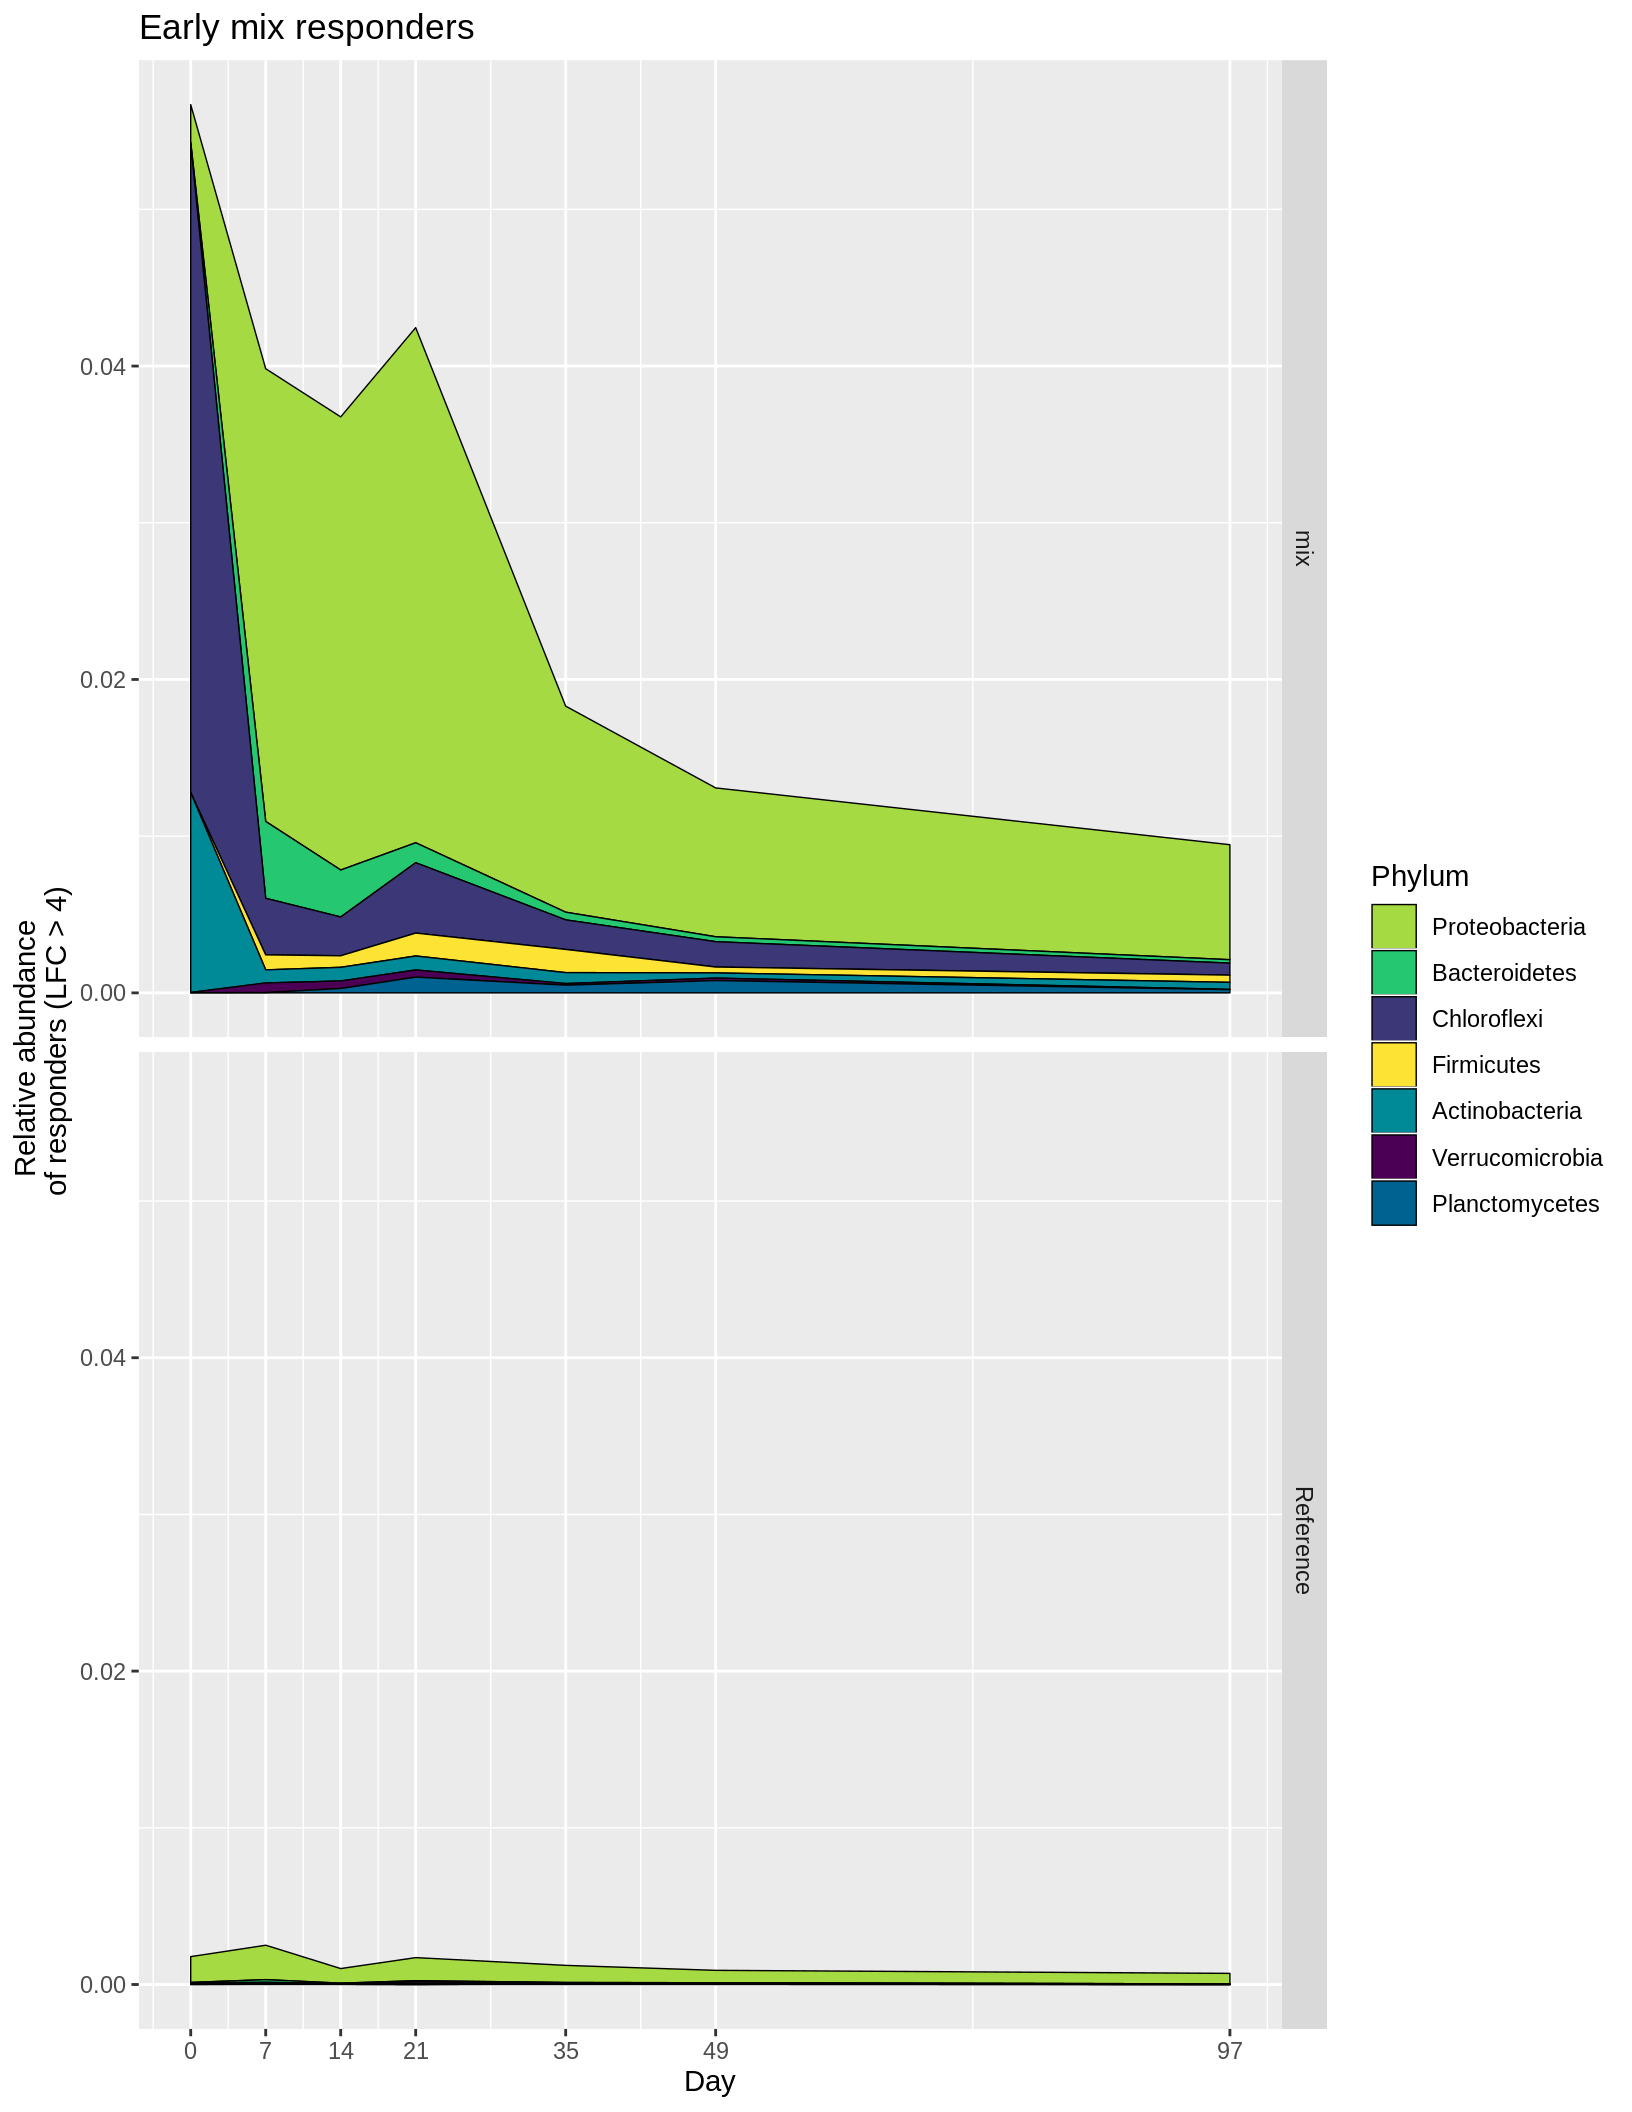 Early mix responders
0.04
0.02
0.00
mix
Relative abundance
of responders (LFC > 4)
0.04
0.02
0.00
Reference
0 7 14 21 35 49 97
Day
Phylum
Proteobacteria
Bacteroidetes
Chloroflexi
Firmicutes
Actinobacteria
Verrucomicrobia
Planctomycetes